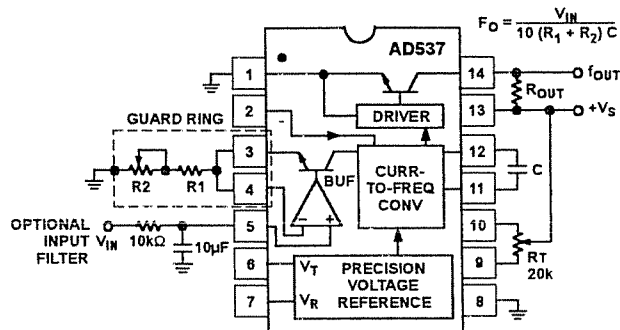 F_O = V_IN / 10 (R_1 + R_2) C
AD537
1
14
f_OUT
R_OUT
2
13
+V_S
DRIVER
GUARD RING
-
3
12
BUF
CURR-
TO-FREQ
CONV
C
R2
R1
4
11
OPTIONAL
INPUT
FILTER
V_IN
10kΩ
10µF
5
- +
10
R_T
20k
6
V_T
PRECISION
VOLTAGE
REFERENCE
9
7
V_R
8